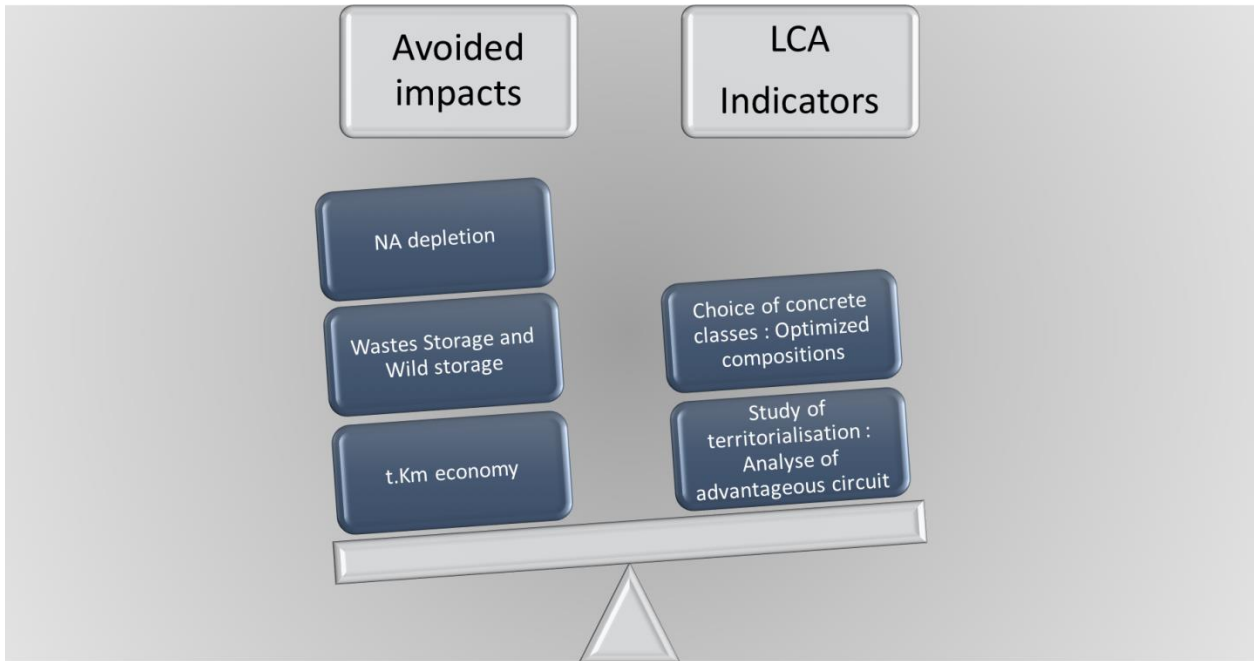 Avoided
impacts
LCA
Indicators
NA depletion
Wastes Storage and
Wild storage
t.Km economy
Choice of concrete
classes : Optimized
compositions
Study of
territorialisation :
Analyse of
advantageous circuit